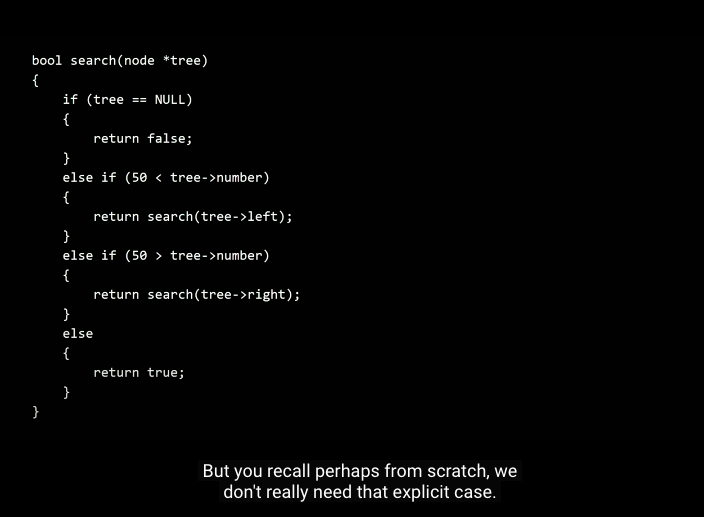 bool search(node *tree)
{
    if (tree == NULL)
    {
        return false;
    }
    else if (50 < tree->number)
    {
        return search(tree->left);
    }
    else if (50 > tree->number)
    {
        return search(tree->right);
    }
    else
    {
        return true;
    }
}
But you recall perhaps from scratch, we
don't really need that explicit case.